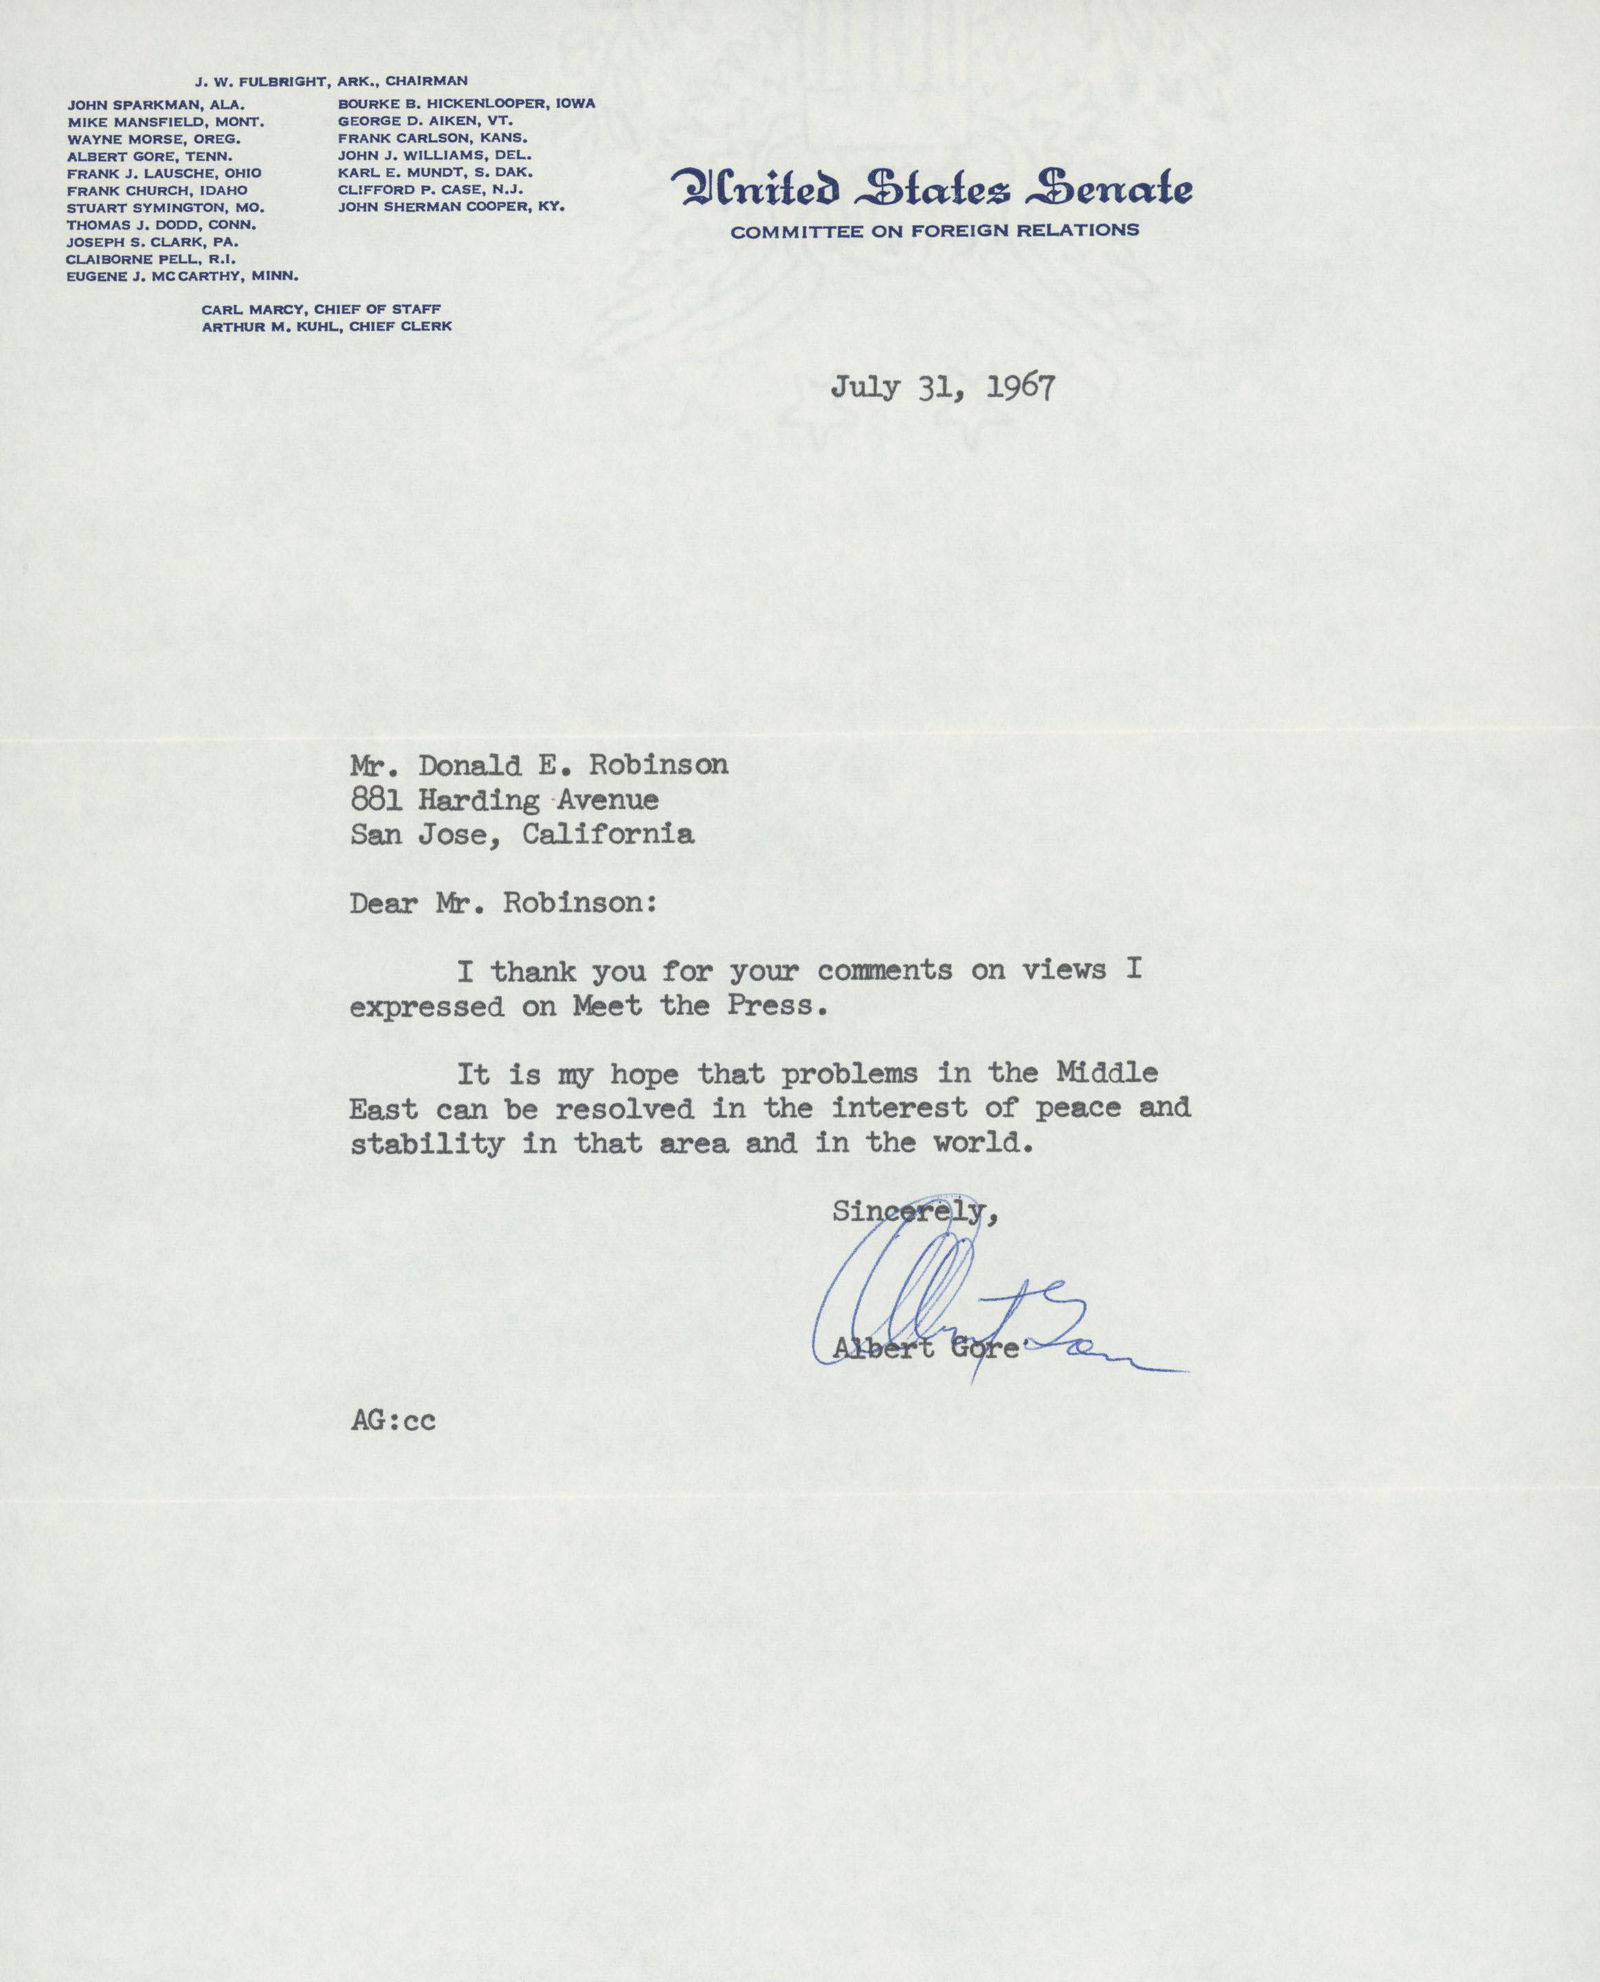 J. W. FULBRIGHT, ARK., CHAIRMAN
JOHN SPARKMAN, ALA.
MIKE MANSFIELD, MONT.
WAYNE MORSE, OREG.
ALBERT GORE, TENN.
FRANK J. LAUSCHE, OHIO
FRANK CHURCH, IDAHO
STUART SYMINGTON, MO.
THOMAS J. DODD, CONN.
JOSEPH S. CLARK, PA.
CLAIBORNE PELL, R.I.
EUGENE J. MCCARTHY, MINN.
BOURKE B. HICKENLOOPER, IOWA
GEORGE D. AIKEN, VT.
FRANK CARLSON, KANS.
JOHN J. WILLIAMS, DEL.
KARL E. MUNDT, S. DAK.
CLIFFORD P. CASE, N.J.
JOHN SHERMAN COOPER, KY.
CARL MARCY, CHIEF OF STAFF
ARTHUR M. KUHL, CHIEF CLERK
United States Senate
COMMITTEE ON FOREIGN RELATIONS
July 31, 1967
Mr. Donald E. Robinson
881 Harding Avenue
San Jose, California
Dear Mr. Robinson:
I thank you for your comments on views I
expressed on Meet the Press.
It is my hope that problems in the Middle
East can be resolved in the interest of peace and
stability in that area and in the world.
Sincerely,
Albert Gore
Albert Gore
AG:cc